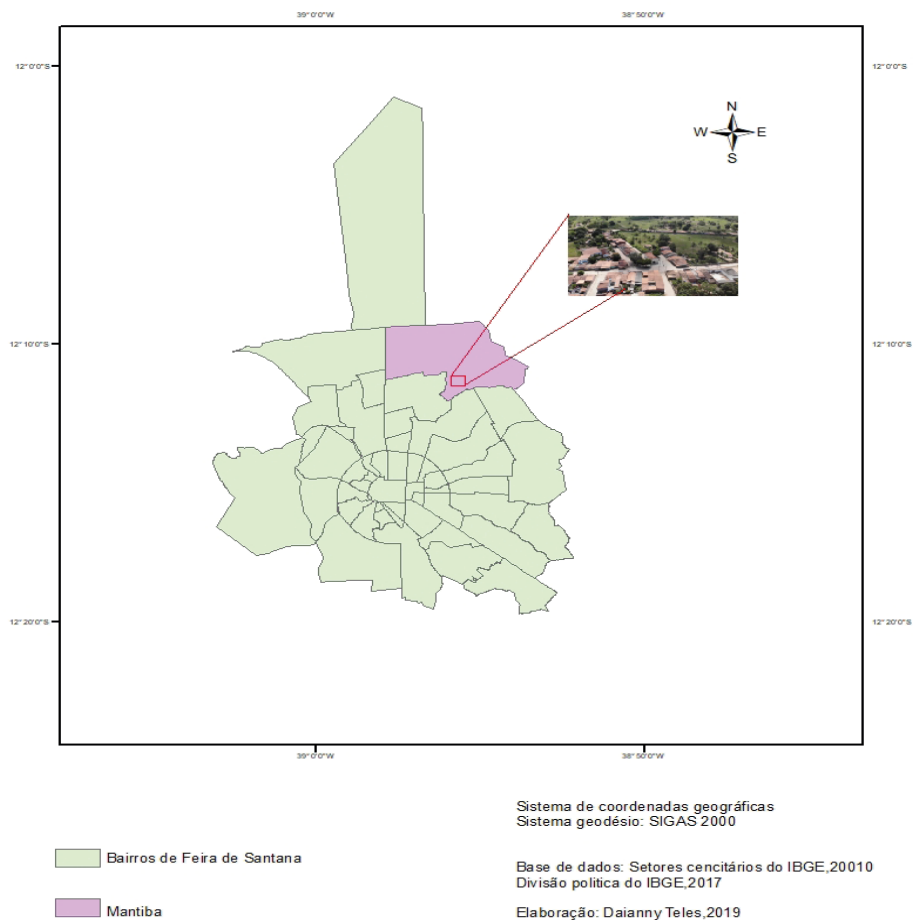 39°0'0"W
38°50'0"W
12°0'0"S
12°0'0"S
N
W
E
S
12°10'0"S
12°10'0"S
12°20'0"S
12°20'0"S
39°0'0"W
38°50'0"W
Sistema de coordenadas geográficas
Sistema geodésio: SIGAS 2000
Bairros de Feira de Santana
Base de dados: Setores cencitários do IBGE,20010
Divisão politica do IBGE,2017
Mantiba
Elaboração: Daianny Teles,2019